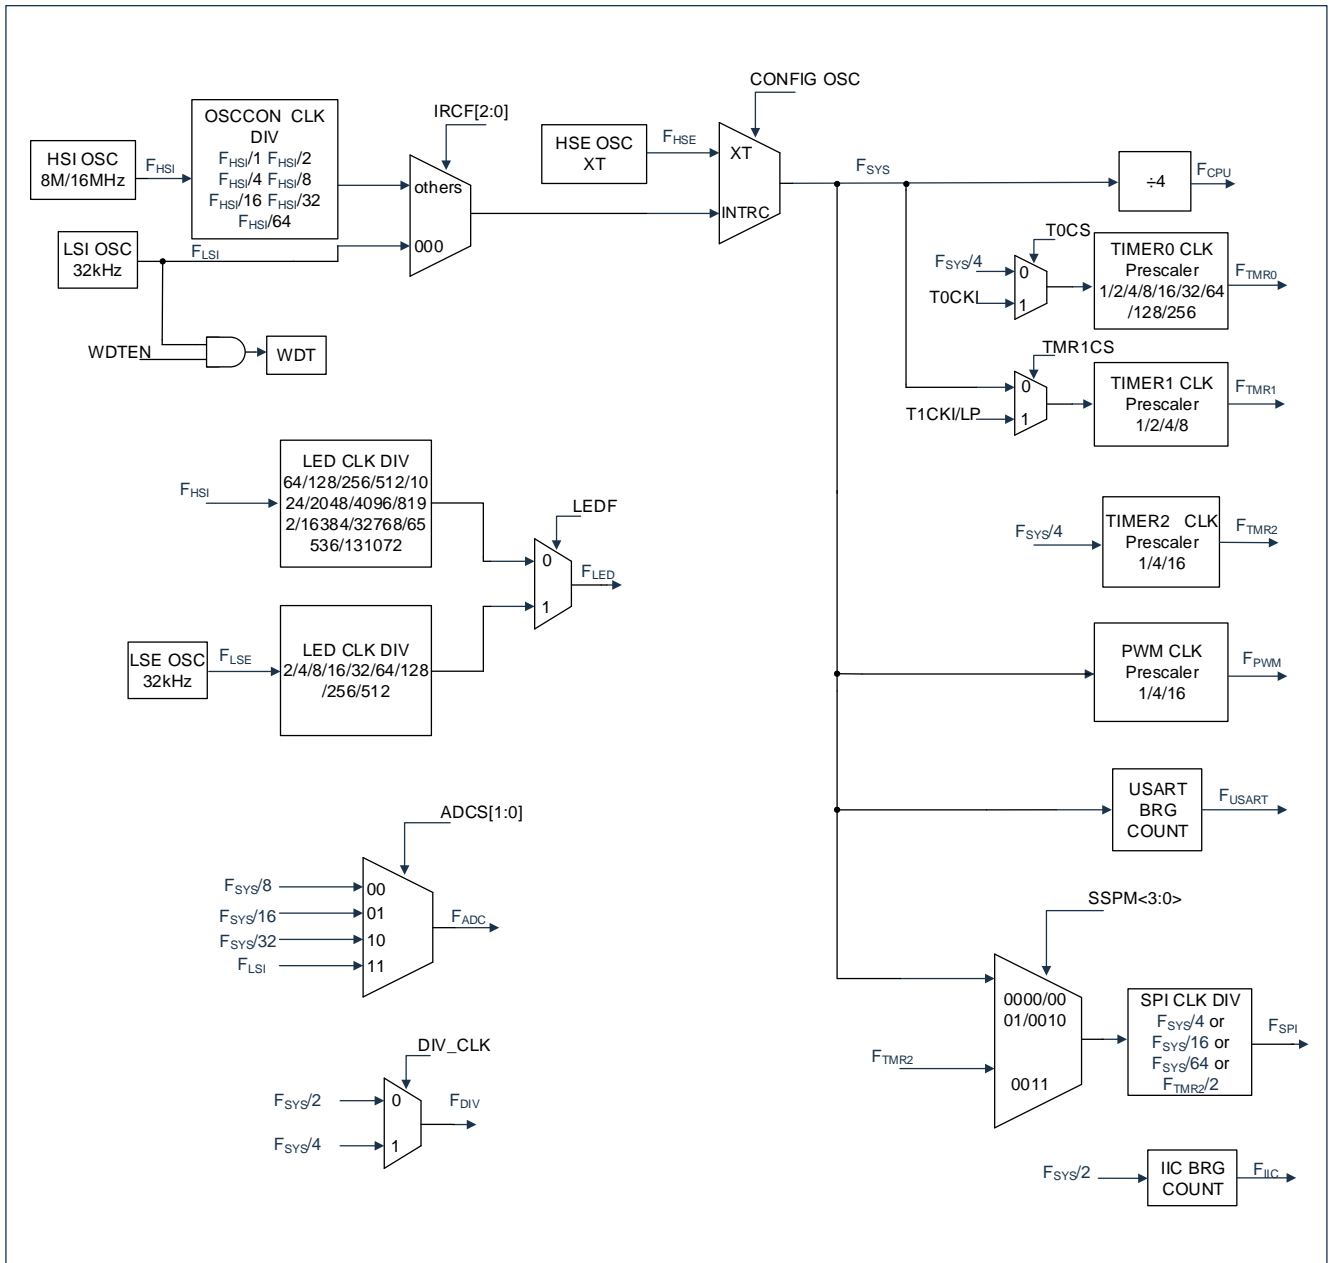 CONFIG OSC
IRCF[2:0]
OSCCON CLK
DIV
FHSI/1 FHSI/2
FHSI/4 FHSI/8
FHSI/16 FHSI/32
FHSI/64
HSI OSC
8M/16MHz
FHSI
others
000
HSE OSC
XT
FHSE
XT
INTRC
FSYS
÷4
FCPU
LSI OSC
32kHz
FLSI
WDTEN
WDT
T0CS
FSYS/4
T0CKI
0
1
TIMER0 CLK
Prescaler
1/2/4/8/16/32/64
/128/256
FTMR0
TMR1CS
T1CKI/LP
0
1
TIMER1 CLK
Prescaler
1/2/4/8
FTMR1
FHSI
LED CLK DIV
64/128/256/512/10
24/2048/4096/819
2/16384/32768/65
536/131072
LEDF
0
1
FLED
FSYS/4
TIMER2 CLK
Prescaler
1/4/16
FTMR2
LSE OSC
32kHz
FLSE
LED CLK DIV
2/4/8/16/32/64/128
/256/512
PWM CLK
Prescaler
1/4/16
FPWM
USART
BRG
COUNT
FUSART
ADCS[1:0]
FSYS/8
FSYS/16
FSYS/32
FLSI
00
01
10
11
FADC
SSPM<3:0>
0000/00
01/0010
0011
FTMR2
SPI CLK DIV
FSYS/4 or
FSYS/16 or
FSYS/64 or
FTMR2/2
FSPI
DIV_CLK
FSYS/2
FSYS/4
0
1
FDIV
FSYS/2
IIC BRG
COUNT
FIIC